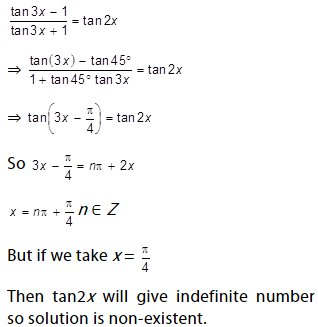 tan 3x − 1 / tan 3x + 1 = tan 2x
⇒ tan(3x) − tan 45° / 1 + tan 45° tan 3x = tan 2x
⇒ tan(3x − π/4) = tan 2x
So 3x − π/4 = nπ + 2x
x = nπ + π/4 n ∈ Z
But if we take x = π/4
Then tan2x will give indefinite number
so solution is non-existent.